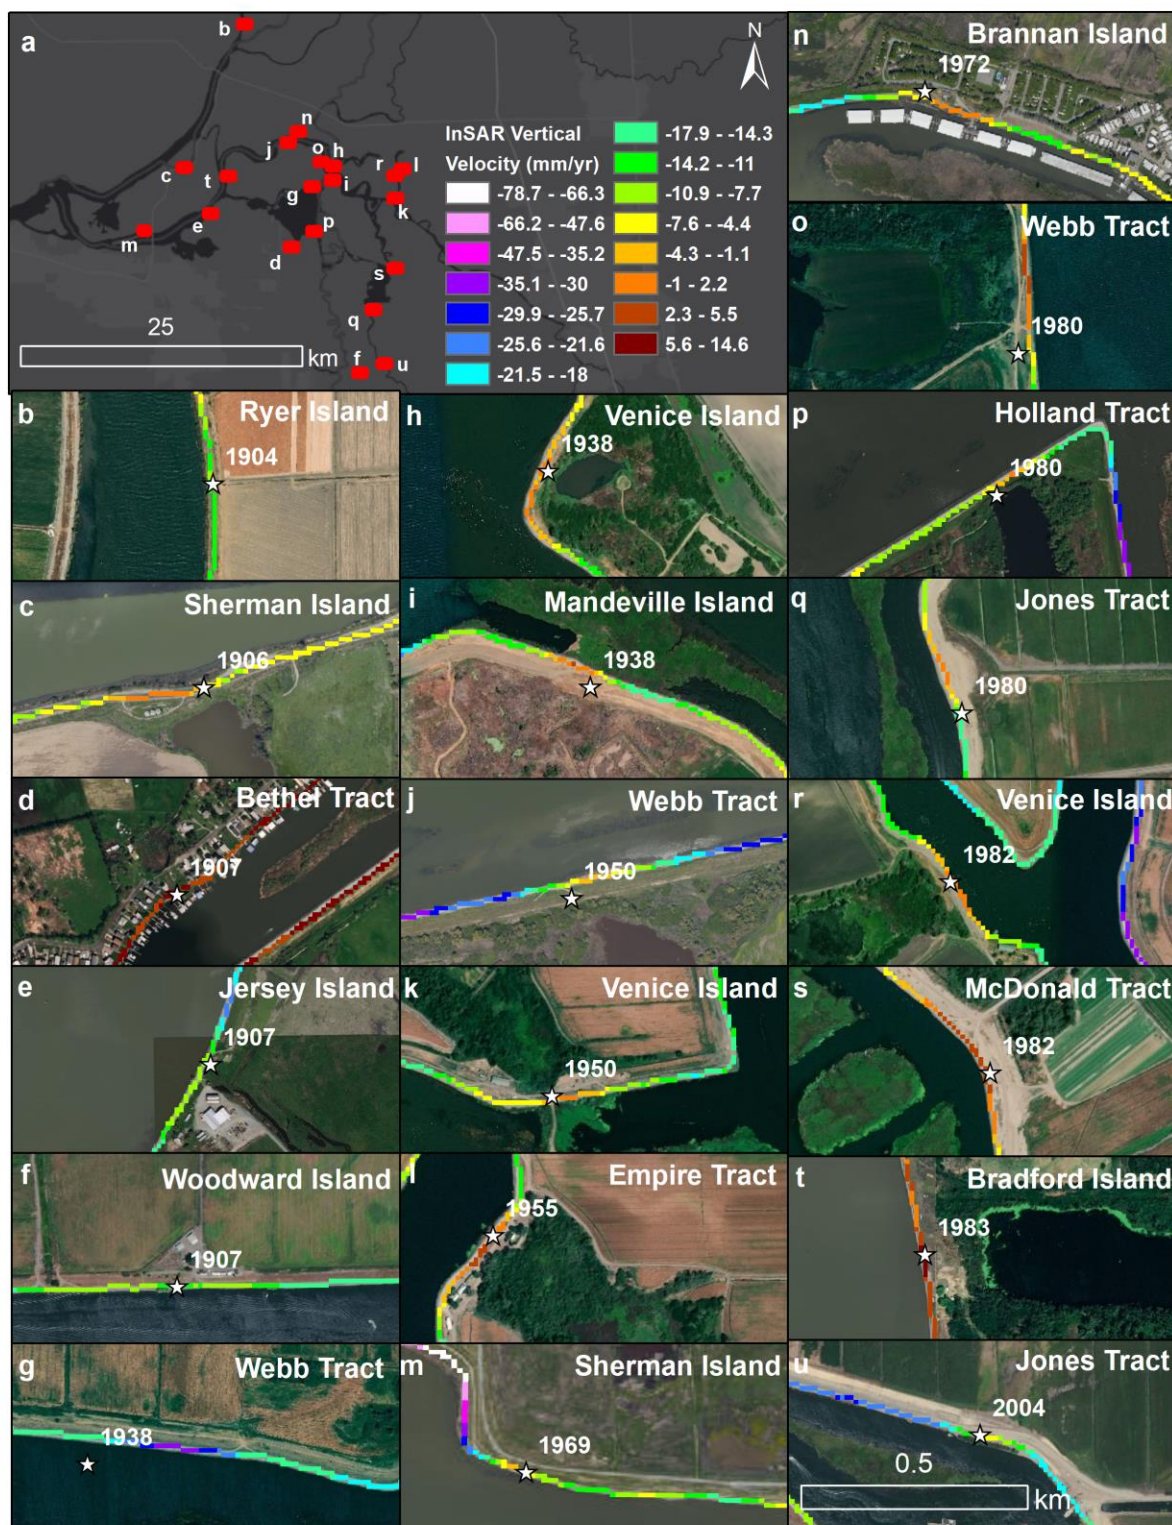 a
b
N
n
j
o
h
r
l
c
t
g
i
k
e
p
m
d
s
q
f
u
25
km
InSAR Vertical
Velocity (mm/yr)
-78.7 - -66.3
-66.2 - -47.6
-47.5 - -35.2
-35.1 - -30
-29.9 - -25.7
-25.6 - -21.6
-21.5 - -18
-17.9 - -14.3
-14.2 - -11
-10.9 - -7.7
-7.6 - -4.4
-4.3 - -1.1
-1 - 2.2
2.3 - 5.5
5.6 - 14.6
b
Ryer Island
1904
c
Sherman Island
1906
d
Bethel Tract
1907
e
Jersey Island
1907
f
Woodward Island
1907
g
Webb Tract
1938
h
Venice Island
1938
i
Mandeville Island
1938
j
Webb Tract
1950
k
Venice Island
1950
l
Empire Tract
1955
m
Sherman Island
1969
n
Brannan Island
1972
o
Webb Tract
1980
p
Holland Tract
1980
q
Jones Tract
1980
r
Venice Island
1982
s
McDonald Tract
1982
t
Bradford Island
1983
u
Jones Tract
2004
0.5
km